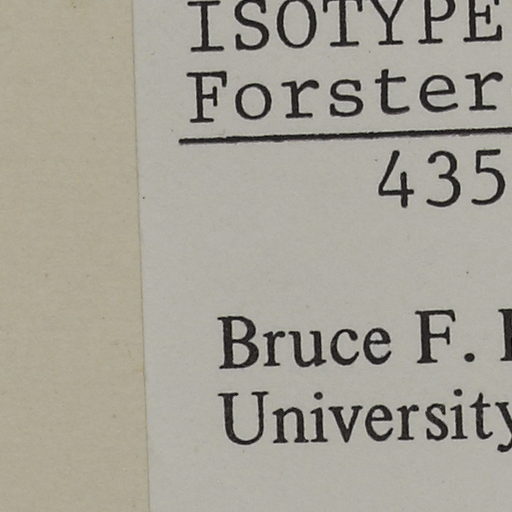 ISOTYPE
Forster
435
Bruce F.
University